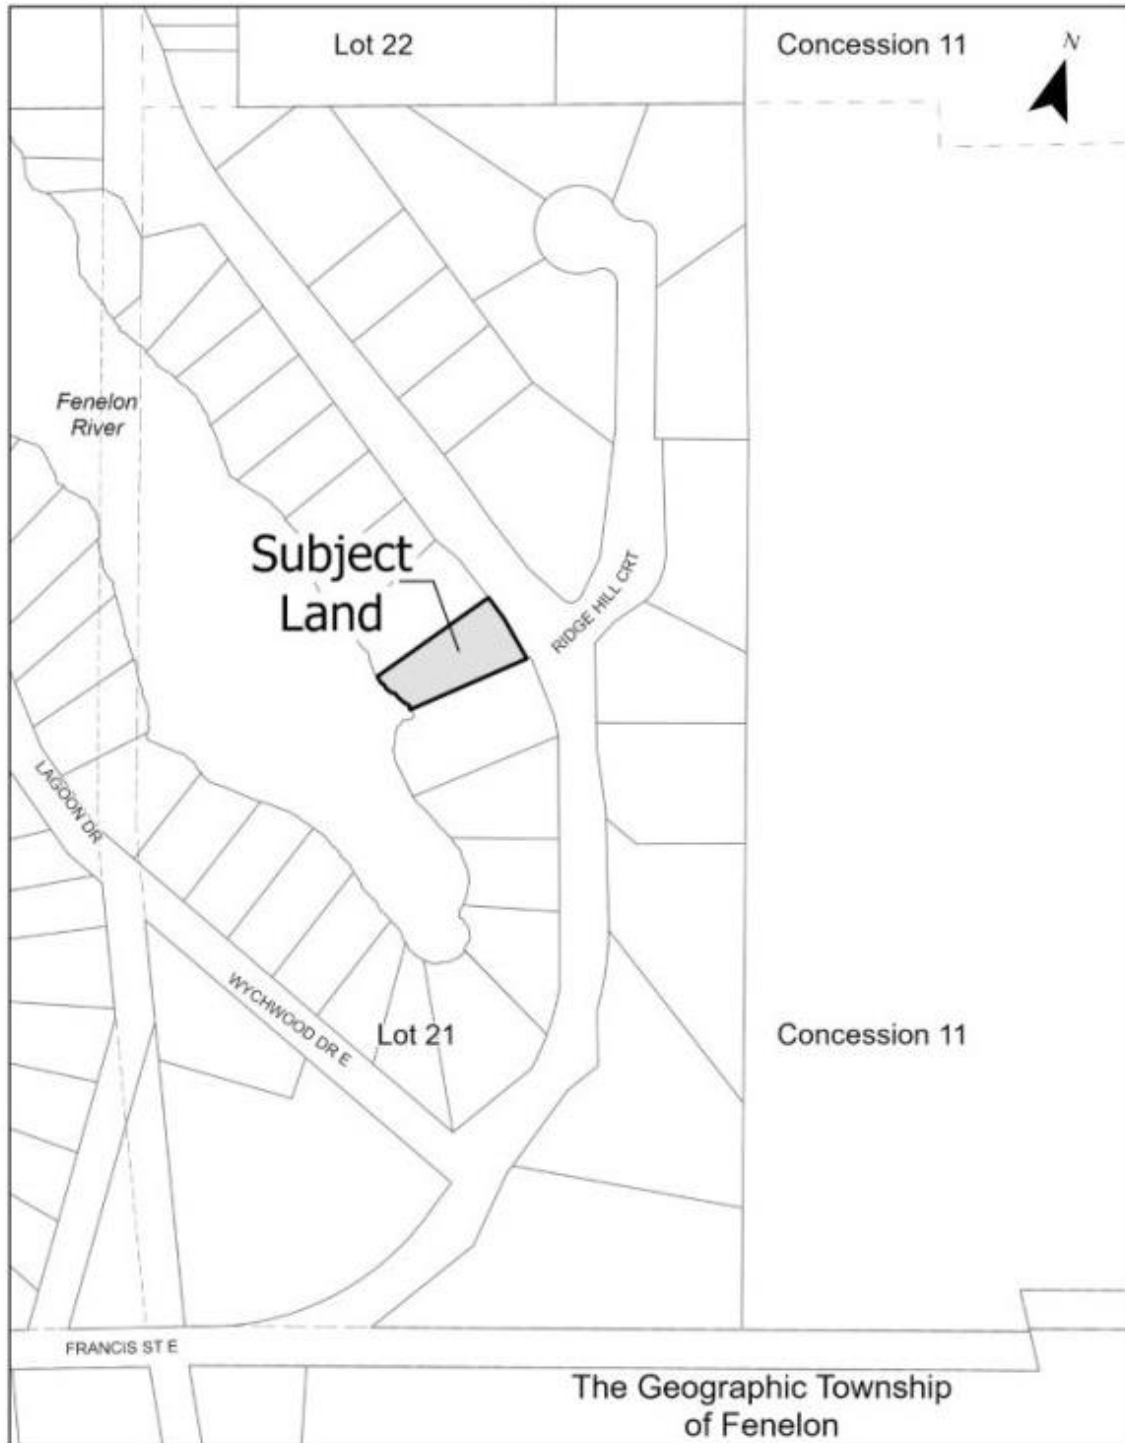 Lot 22
Concession 11
N
Fenelon
River
Subject
Land
RIDGE HILL CRT
LAGOON DR
WYCHWOOD DR E
Lot 21
Concession 11
FRANCIS ST E
The Geographic Township
of Fenelon